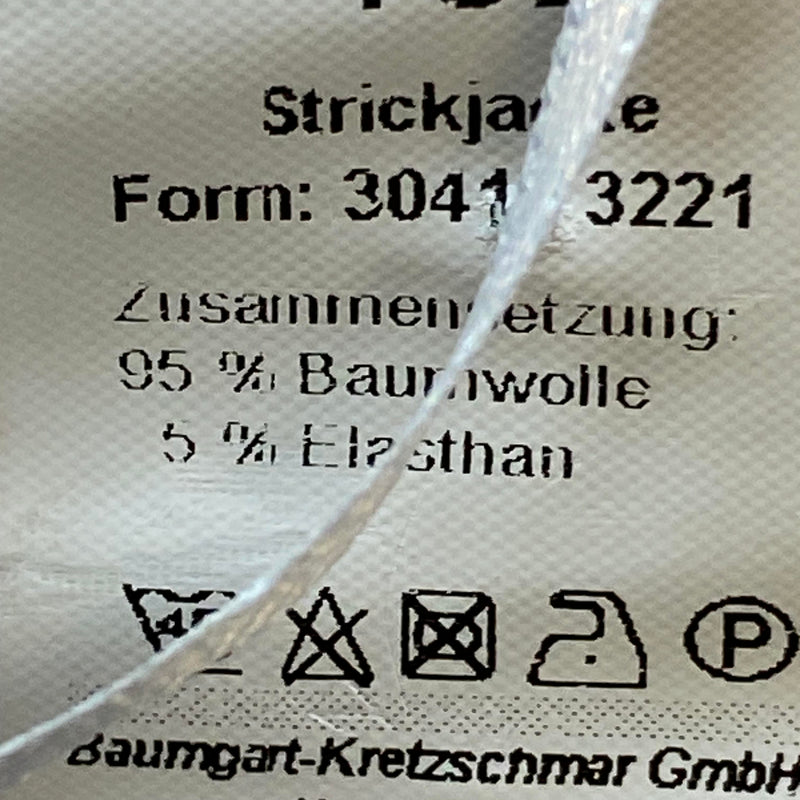 Strickjacke
Form: 3041 3221
Zusammensetzung:
95 % Baumwolle
5 % Elasthan
P
Baumgart-Kretzschmar GmbH